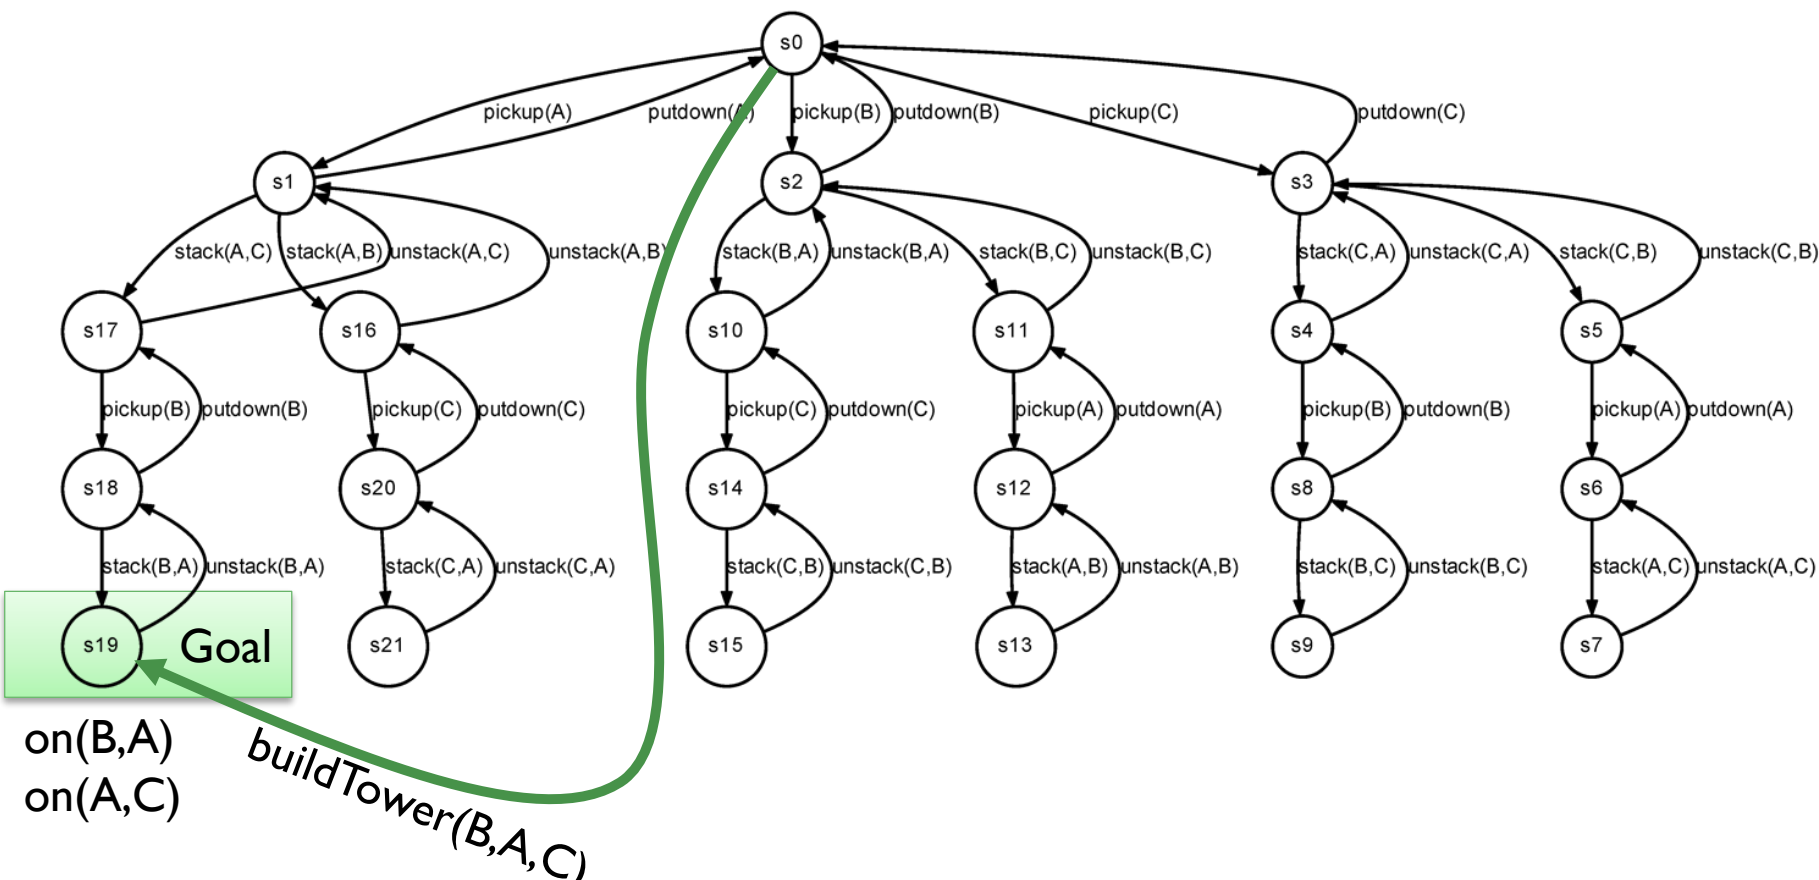 s0
pickup(A)
putdown(A)
pickup(B)
putdown(B)
pickup(C)
putdown(C)
s1
s2
s3
stack(A,C)
stack(A,B)
unstack(A,C)
unstack(A,B)
stack(B,A)
unstack(B,A)
stack(B,C)
unstack(B,C)
stack(C,A)
unstack(C,A)
stack(C,B)
unstack(C,B)
s17
s16
s10
s11
s4
s5
pickup(B)
putdown(B)
pickup(C)
putdown(C)
pickup(C)
putdown(C)
pickup(A)
putdown(A)
pickup(B)
putdown(B)
pickup(A)
putdown(A)
s18
s20
s14
s12
s8
s6
stack(B,A)
unstack(B,A)
stack(C,A)
unstack(C,A)
stack(C,B)
unstack(C,B)
stack(A,B)
unstack(A,B)
stack(B,C)
unstack(B,C)
stack(A,C)
unstack(A,C)
s19
Goal
s21
s15
s13
s9
s7
on(B,A)
on(A,C)
buildTower(B,A,C)